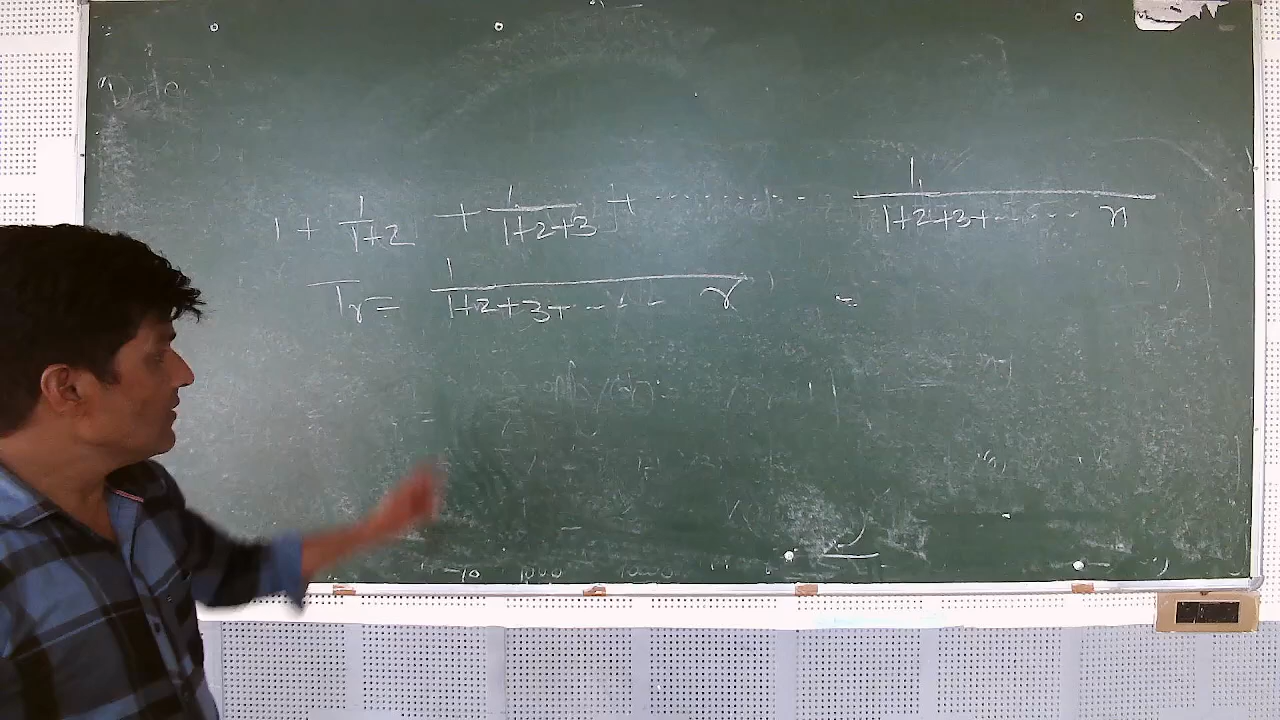 1 + 1/1+2 + 1/1+2+3 + ........ 1/1+2+3+...... n
Tr = 1/1+2+3+------ r =